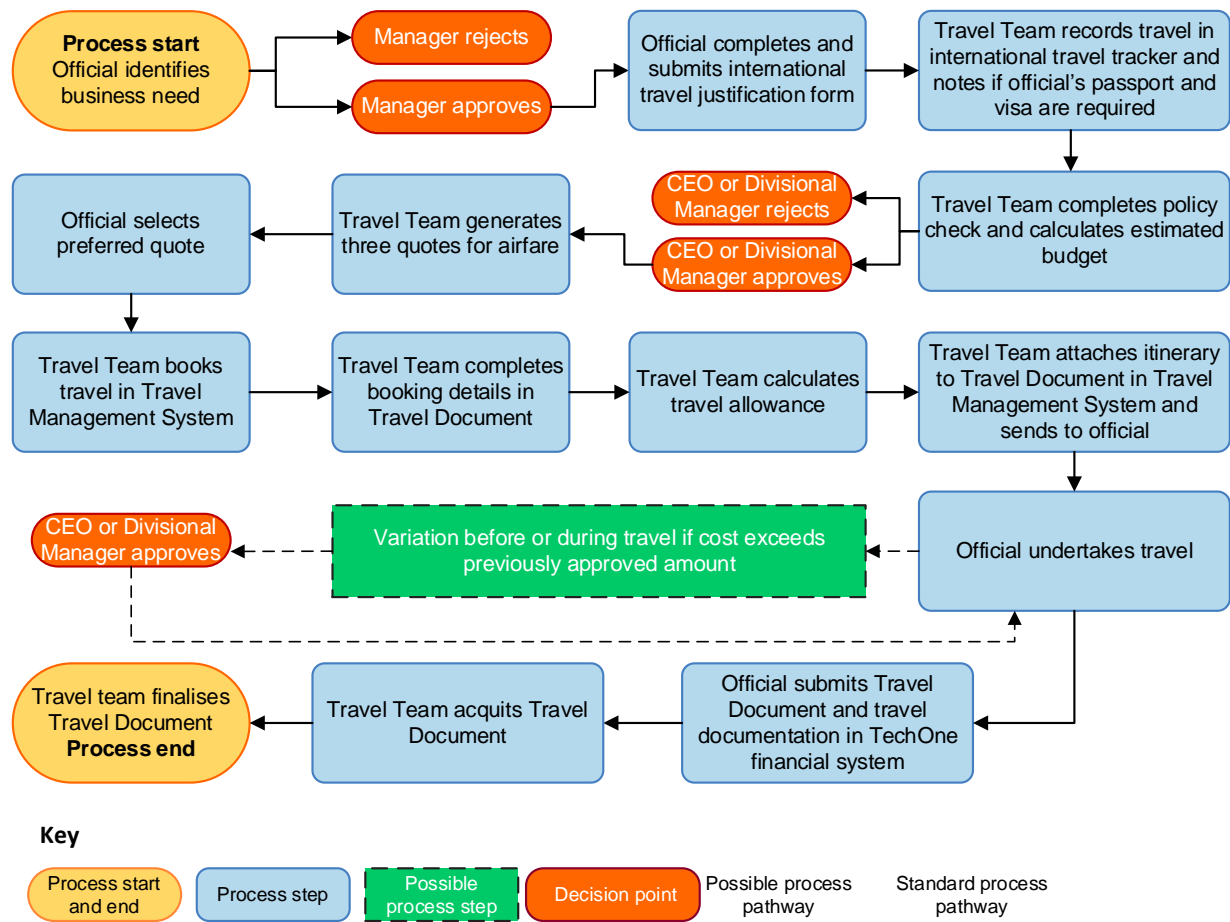 Process start
Official identifies
business need
Manager rejects
Manager approves
Official completes and
submits international
travel justification form
Travel Team records travel in
international travel tracker and
notes if official's passport and
visa are required
Official selects
preferred quote
Travel Team generates
three quotes for airfare
CEO or Divisional
Manager rejects
CEO or Divisional
Manager approves
Travel Team completes policy
check and calculates estimated
budget
Travel Team books
travel in Travel
Management System
Travel Team completes
booking details in
Travel Document
Travel Team calculates
travel allowance
Travel Team attaches itinerary
to Travel Document in Travel
Management System and
sends to official
CEO or Divisional
Manager approves
Variation before or during travel if cost exceeds
previously approved amount
Official undertakes travel
Travel team finalises
Travel Document
Process end
Travel Team acquits Travel
Document
Official submits Travel
Document and travel
documentation in TechOne
financial system
Key
Process start
and end
Process step
Possible
process step
Decision point
Possible process
pathway
Standard process
pathway